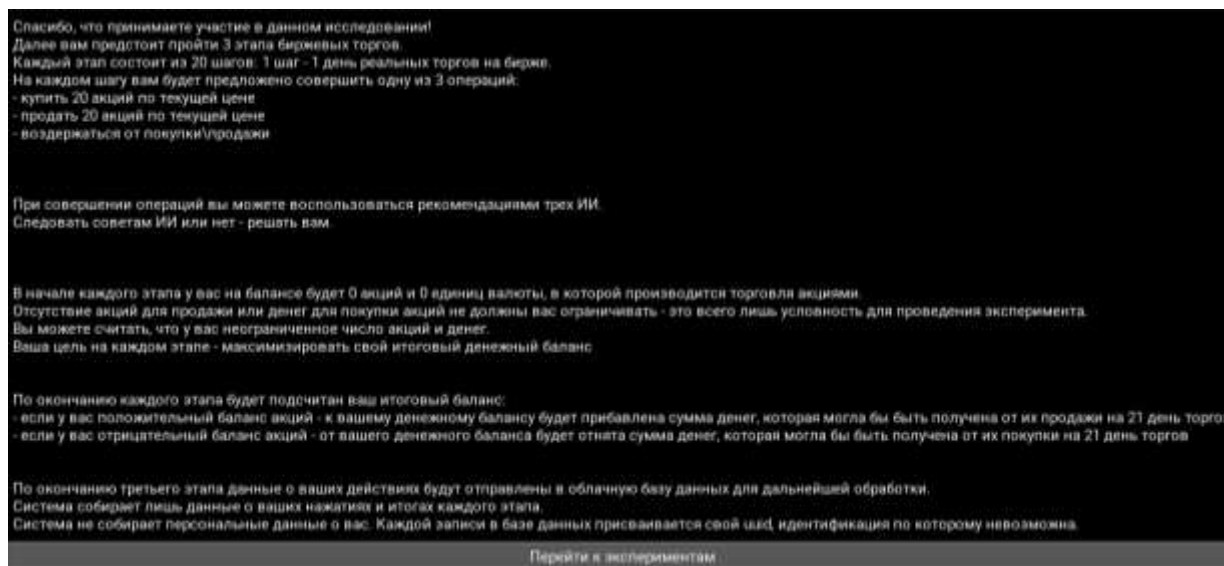 Спасибо, что принимаете участие в данном исследовании!
Далее вам предстоит пройти 3 этапа биржевых торгов.
Каждый этап состоит из 20 шагов: 1 шаг - 1 день реальных торгов на бирже.
На каждом шагу вам будет предложено совершить одну из 3 операций:
- купить 20 акций по текущей цене
- продать 20 акций по текущей цене
- воздержаться от покупки\продажи
При совершении операций вы можете воспользоваться рекомендациями трех ИИ.
Следовать советам ИИ или нет - решать вам.
В начале каждого этапа у вас на балансе будет 0 акций и 0 единиц валюты, в которой производится торговля акциями.
Отсутствие акций для продажи или денег для покупки акций не должны вас ограничивать - это всего лишь условность для проведения эксперимента.
Вы можете считать, что у вас неограниченное число акций и денег.
Ваша цель на каждом этапе - максимизировать свой итоговый денежный баланс
По окончанию каждого этапа будет подсчитан ваш итоговый баланс:
- если у вас положительный баланс акций - к вашему денежному балансу будет прибавлена сумма денег, которая могла бы быть получена от их продажи на 21 день торго
- если у вас отрицательный баланс акций - от вашего денежного баланса будет отнята сумма денег, которая могла бы быть получена от их покупки на 21 день торгов
По окончанию третьего этапа данные о ваших действиях будут отправлены в облачную базу данных для дальнейшей обработки.
Система собирает лишь данные о ваших нажатиях и итогах каждого этапа.
Система не собирает персональные данные о вас. Каждой записи в базе данных присваивается свой uuid, идентификация по которому невозможна.
Перейти к экспериментам